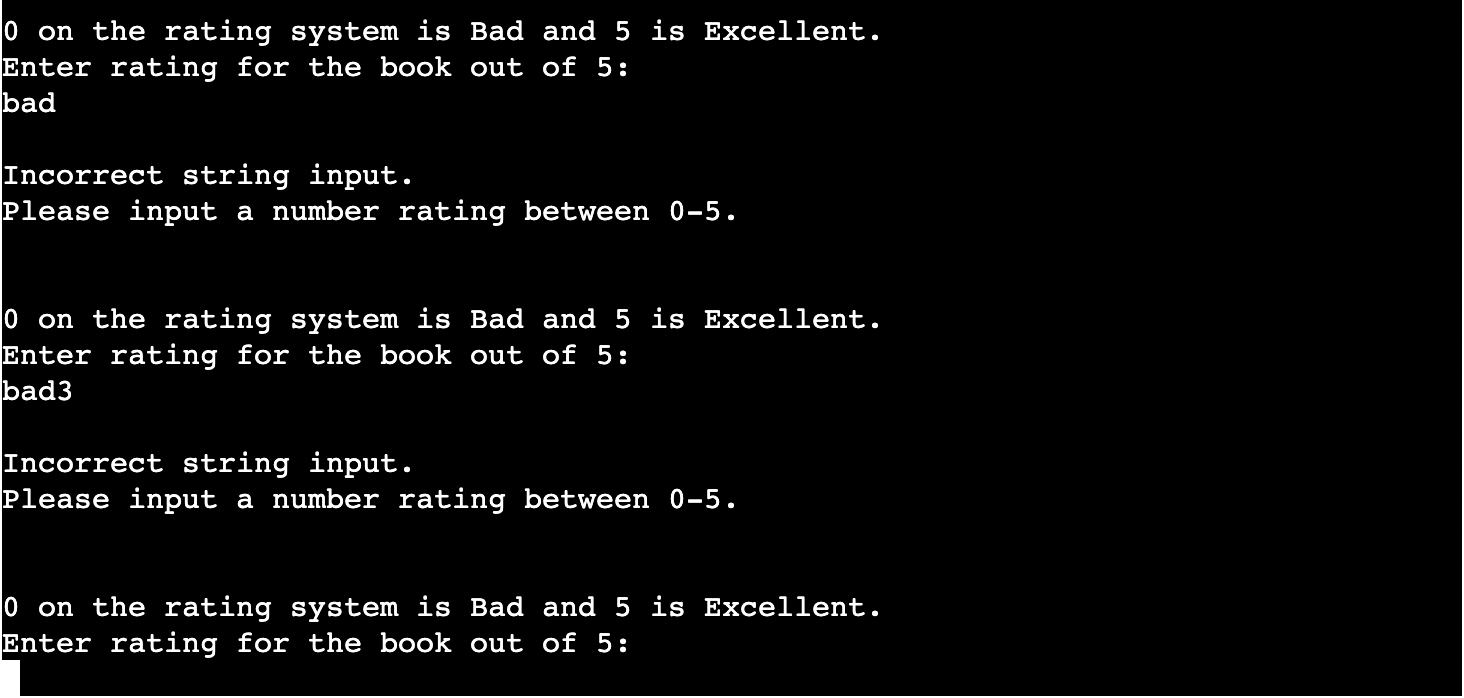 0 on the rating system is Bad and 5 is Excellent.
Enter rating for the book out of 5:
bad
Incorrect string input.
Please input a number rating between 0-5.
0 on the rating system is Bad and 5 is Excellent.
Enter rating for the book out of 5:
bad3
Incorrect string input.
Please input a number rating between 0-5.
0 on the rating system is Bad and 5 is Excellent.
Enter rating for the book out of 5: